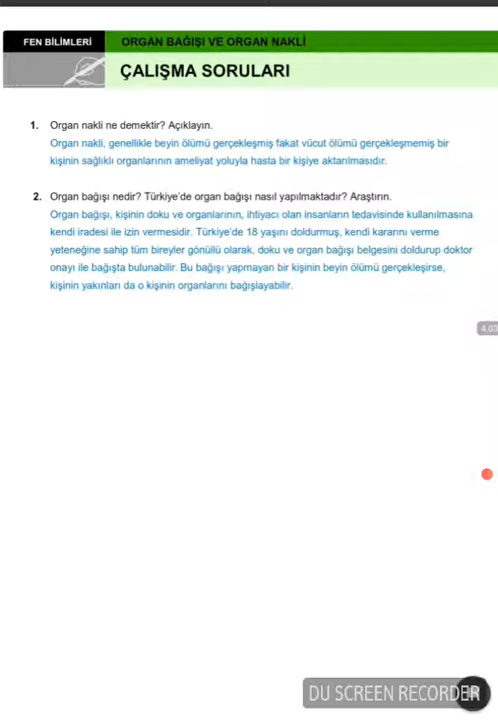 FEN BİLİMLERİ
ORGAN BAĞIŞI VE ORGAN NAKLİ
ÇALIŞMA SORULARI
1. Organ nakli ne demektir? Açıklayın.
Organ nakli, genellikle beyin ölümü gerçekleşmiş fakat vücut ölümü gerçekleşmemiş bir
kişinin sağlıklı organlarının ameliyat yoluyla hasta bir kişiye aktarılmasıdır.
2. Organ bağışı nedir? Türkiye'de organ bağışı nasıl yapılmaktadır? Araştırın.
Organ bağışı, kişinin doku ve organlarının, ihtiyacı olan insanların tedavisinde kullanılmasına
kendi iradesi ile izin vermesidir. Türkiye'de 18 yaşını doldurmuş, kendi kararını verme
yeteneğine sahip tüm bireyler gönüllü olarak, doku ve organ bağışı belgesini doldurup doktor
onayı ile bağışta bulunabilir. Bu bağışı yapmayan bir kişinin beyin ölümü gerçekleşirse,
kişinin yakınları da o kişinin organlarını bağışlayabilir.
4.03
DU SCREEN RECORDER